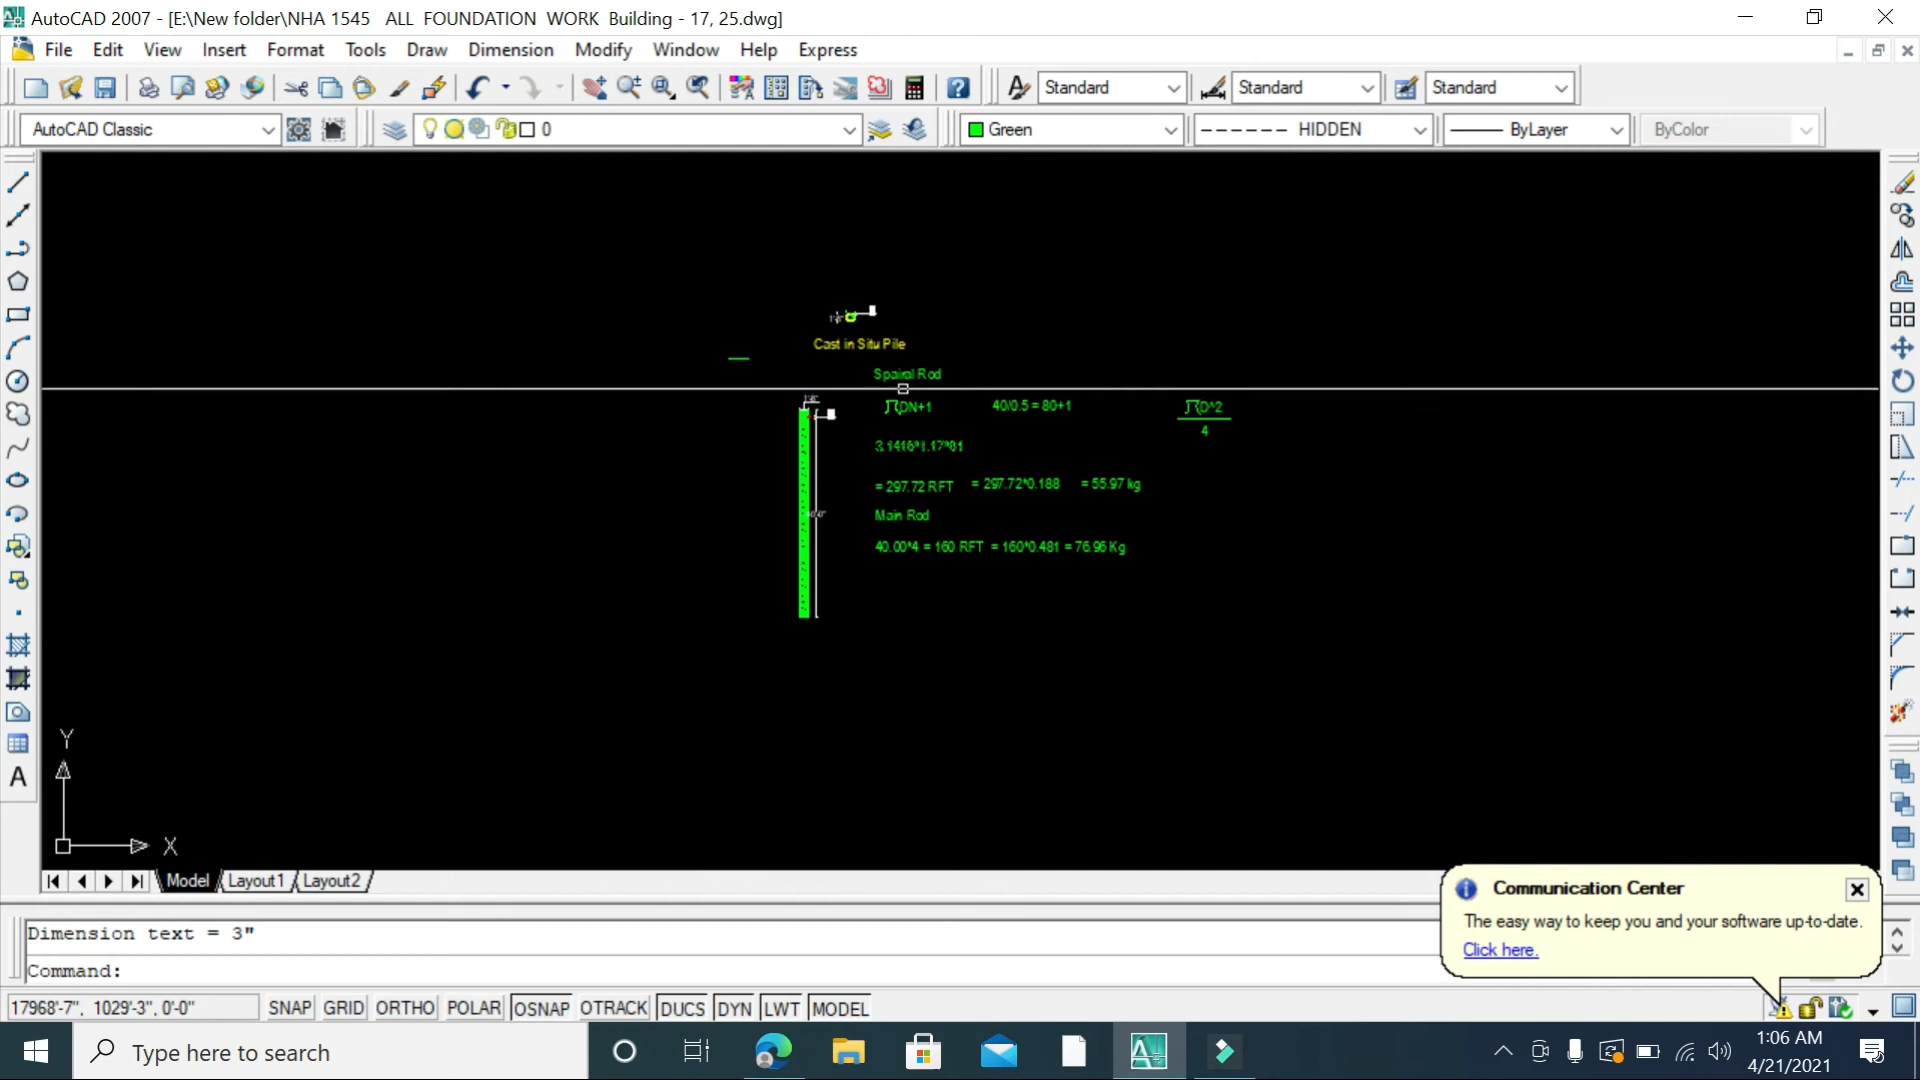 AutoCAD 2007 - [E:\New folder\NHA 1545   ALL  FOUNDATION  WORK  Building - 17, 25.dwg]
File Edit View Insert Format Tools Draw Dimension Modify Window Help Express
Standard Standard Standard
AutoCAD Classic 0 Green HIDDEN ByLayer ByColor
Cast in Situ Pile
Spairal Rod
∏DN+1 40/0.5 = 80+1 ∏D^2
4
3.1416*1.17*81
= 297.72 RFT = 297.72*0.188 = 55.97 kg
Main Rod
40.00*4 = 160 RFT = 160*0.481 = 76.96 Kg
Y
X
Model Layout1 Layout2
Communication Center
The easy way to keep you and your software up-to-date.
Click here.
Dimension text = 3"
Command:
17968'-7", 1029'-3", 0'-0" SNAP GRID ORTHO POLAR OSNAP OTRACK DUCS DYN LWT MODEL
Type here to search
1:06 AM
4/21/2021